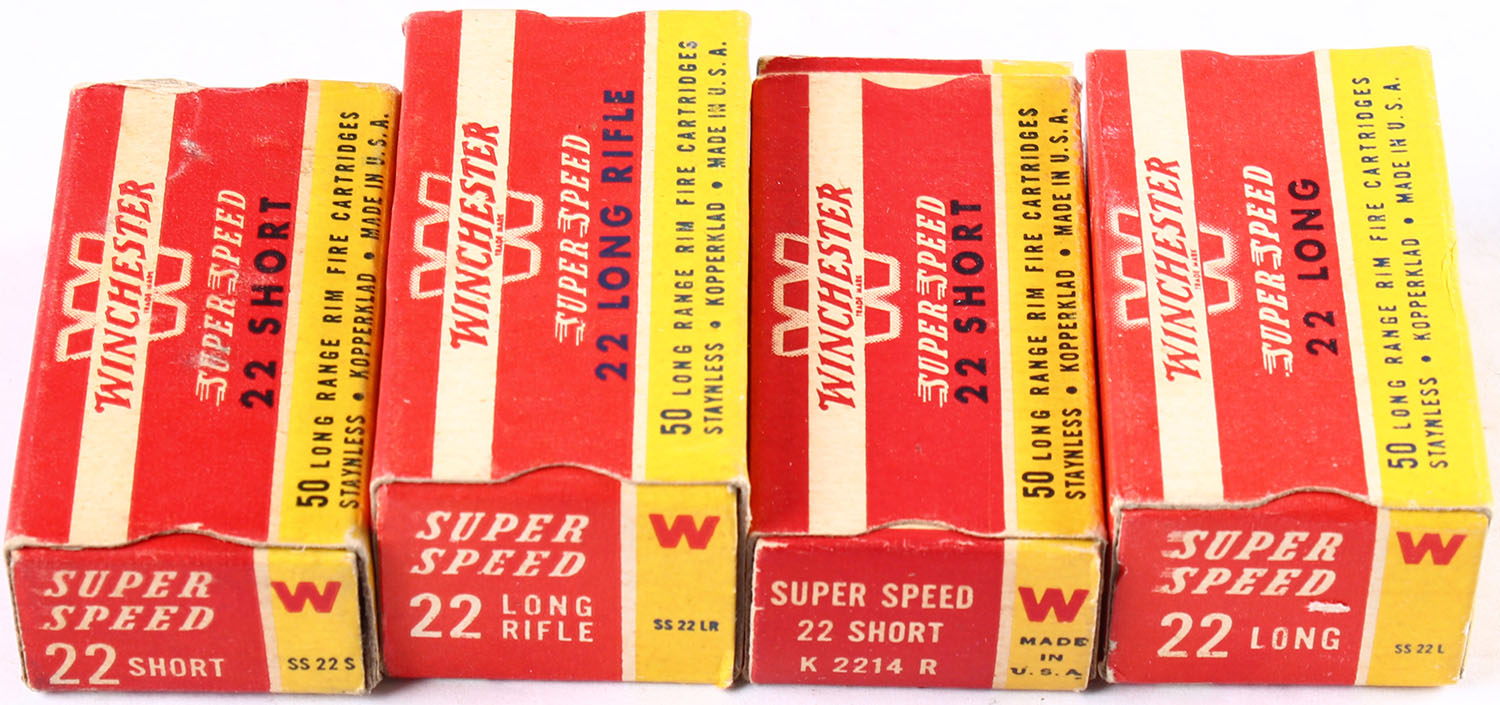 W
WINCHESTER
TRADE MARK
SUPER SPEED
22 SHORT
50 LONG RANGE RIM FIRE CARTRIDGES
STAYNLESS • KOPPERKLAD • MADE IN U.S.A.
SUPER
SPEED
22 SHORT
W
SS 22 S
W
WINCHESTER
TRADE MARK
SUPER SPEED
22 LONG RIFLE
50 LONG RANGE RIM FIRE CARTRIDGES
STAYNLESS • KOPPERKLAD • MADE IN U.S.A.
SUPER
SPEED
22 LONG
RIFLE
W
SS 22 LR
W
WINCHESTER
TRADE MARK
SUPER SPEED
22 SHORT
50 LONG RANGE RIM FIRE CARTRIDGES
STAYNLESS • KOPPERKLAD • MADE IN U.S.A.
SUPER SPEED
22 SHORT
K 2214 R
W
MADE
IN
U.S.A.
W
WINCHESTER
TRADE MARK
SUPER SPEED
22 LONG
50 LONG RANGE RIM FIRE CARTRIDGES
STAYNLESS • KOPPERKLAD • MADE IN U.S.A.
SUPER
SPEED
22 LONG
W
SS 22 L